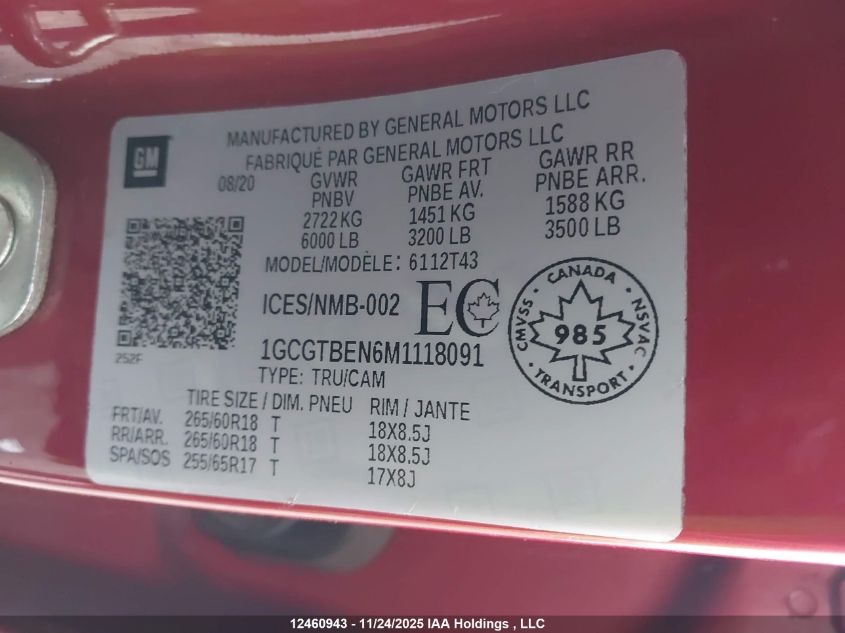 GM
MANUFACTURED BY GENERAL MOTORS LLC
FABRIQUÉ PAR GENERAL MOTORS LLC
08/20 GVWR GAWR FRT GAWR RR
PNBV PNBE AV. PNBE ARR.
2722 KG 1451 KG 1588 KG
6000 LB 3200 LB 3500 LB
MODEL/MODÈLE: 6112T43
ICES/NMB-002 EC
CANADA
CMVSS 985 NSVAC
TRANSPORT
252F
1GCGTBEN6M1118091
TYPE: TRU/CAM
TIRE SIZE / DIM. PNEU RIM / JANTE
FRT/AV. 265/60R18 T 18X8.5J
RR/ARR. 265/60R18 T 18X8.5J
SPA/SOS 255/65R17 T 17X8J
12460943 - 11/24/2025 IAA Holdings , LLC